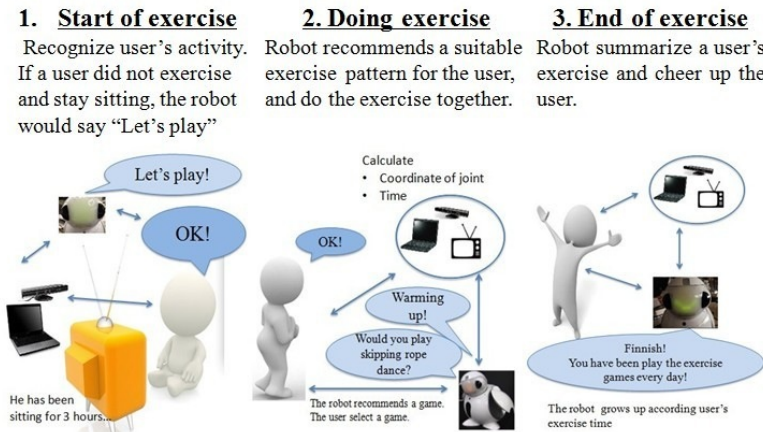 1. Start of exercise
Recognize user's activity.
If a user did not exercise
and stay sitting, the robot
would say “Let's play”
Let's play!
OK!
He has been
sitting for 3 hours...
2. Doing exercise
Robot recommends a suitable
exercise pattern for the user,
and do the exercise together.
Calculate
• Coordinate of joint
• Time
OK!
Warming
up!
Would you play
skipping rope
dance?
The robot recommends a game.
The user select a game.
3. End of exercise
Robot summarize a user's
exercise and cheer up the
user.
Finnish!
You have been play the exercise
games every day!
The robot grows up according user's
exercise time